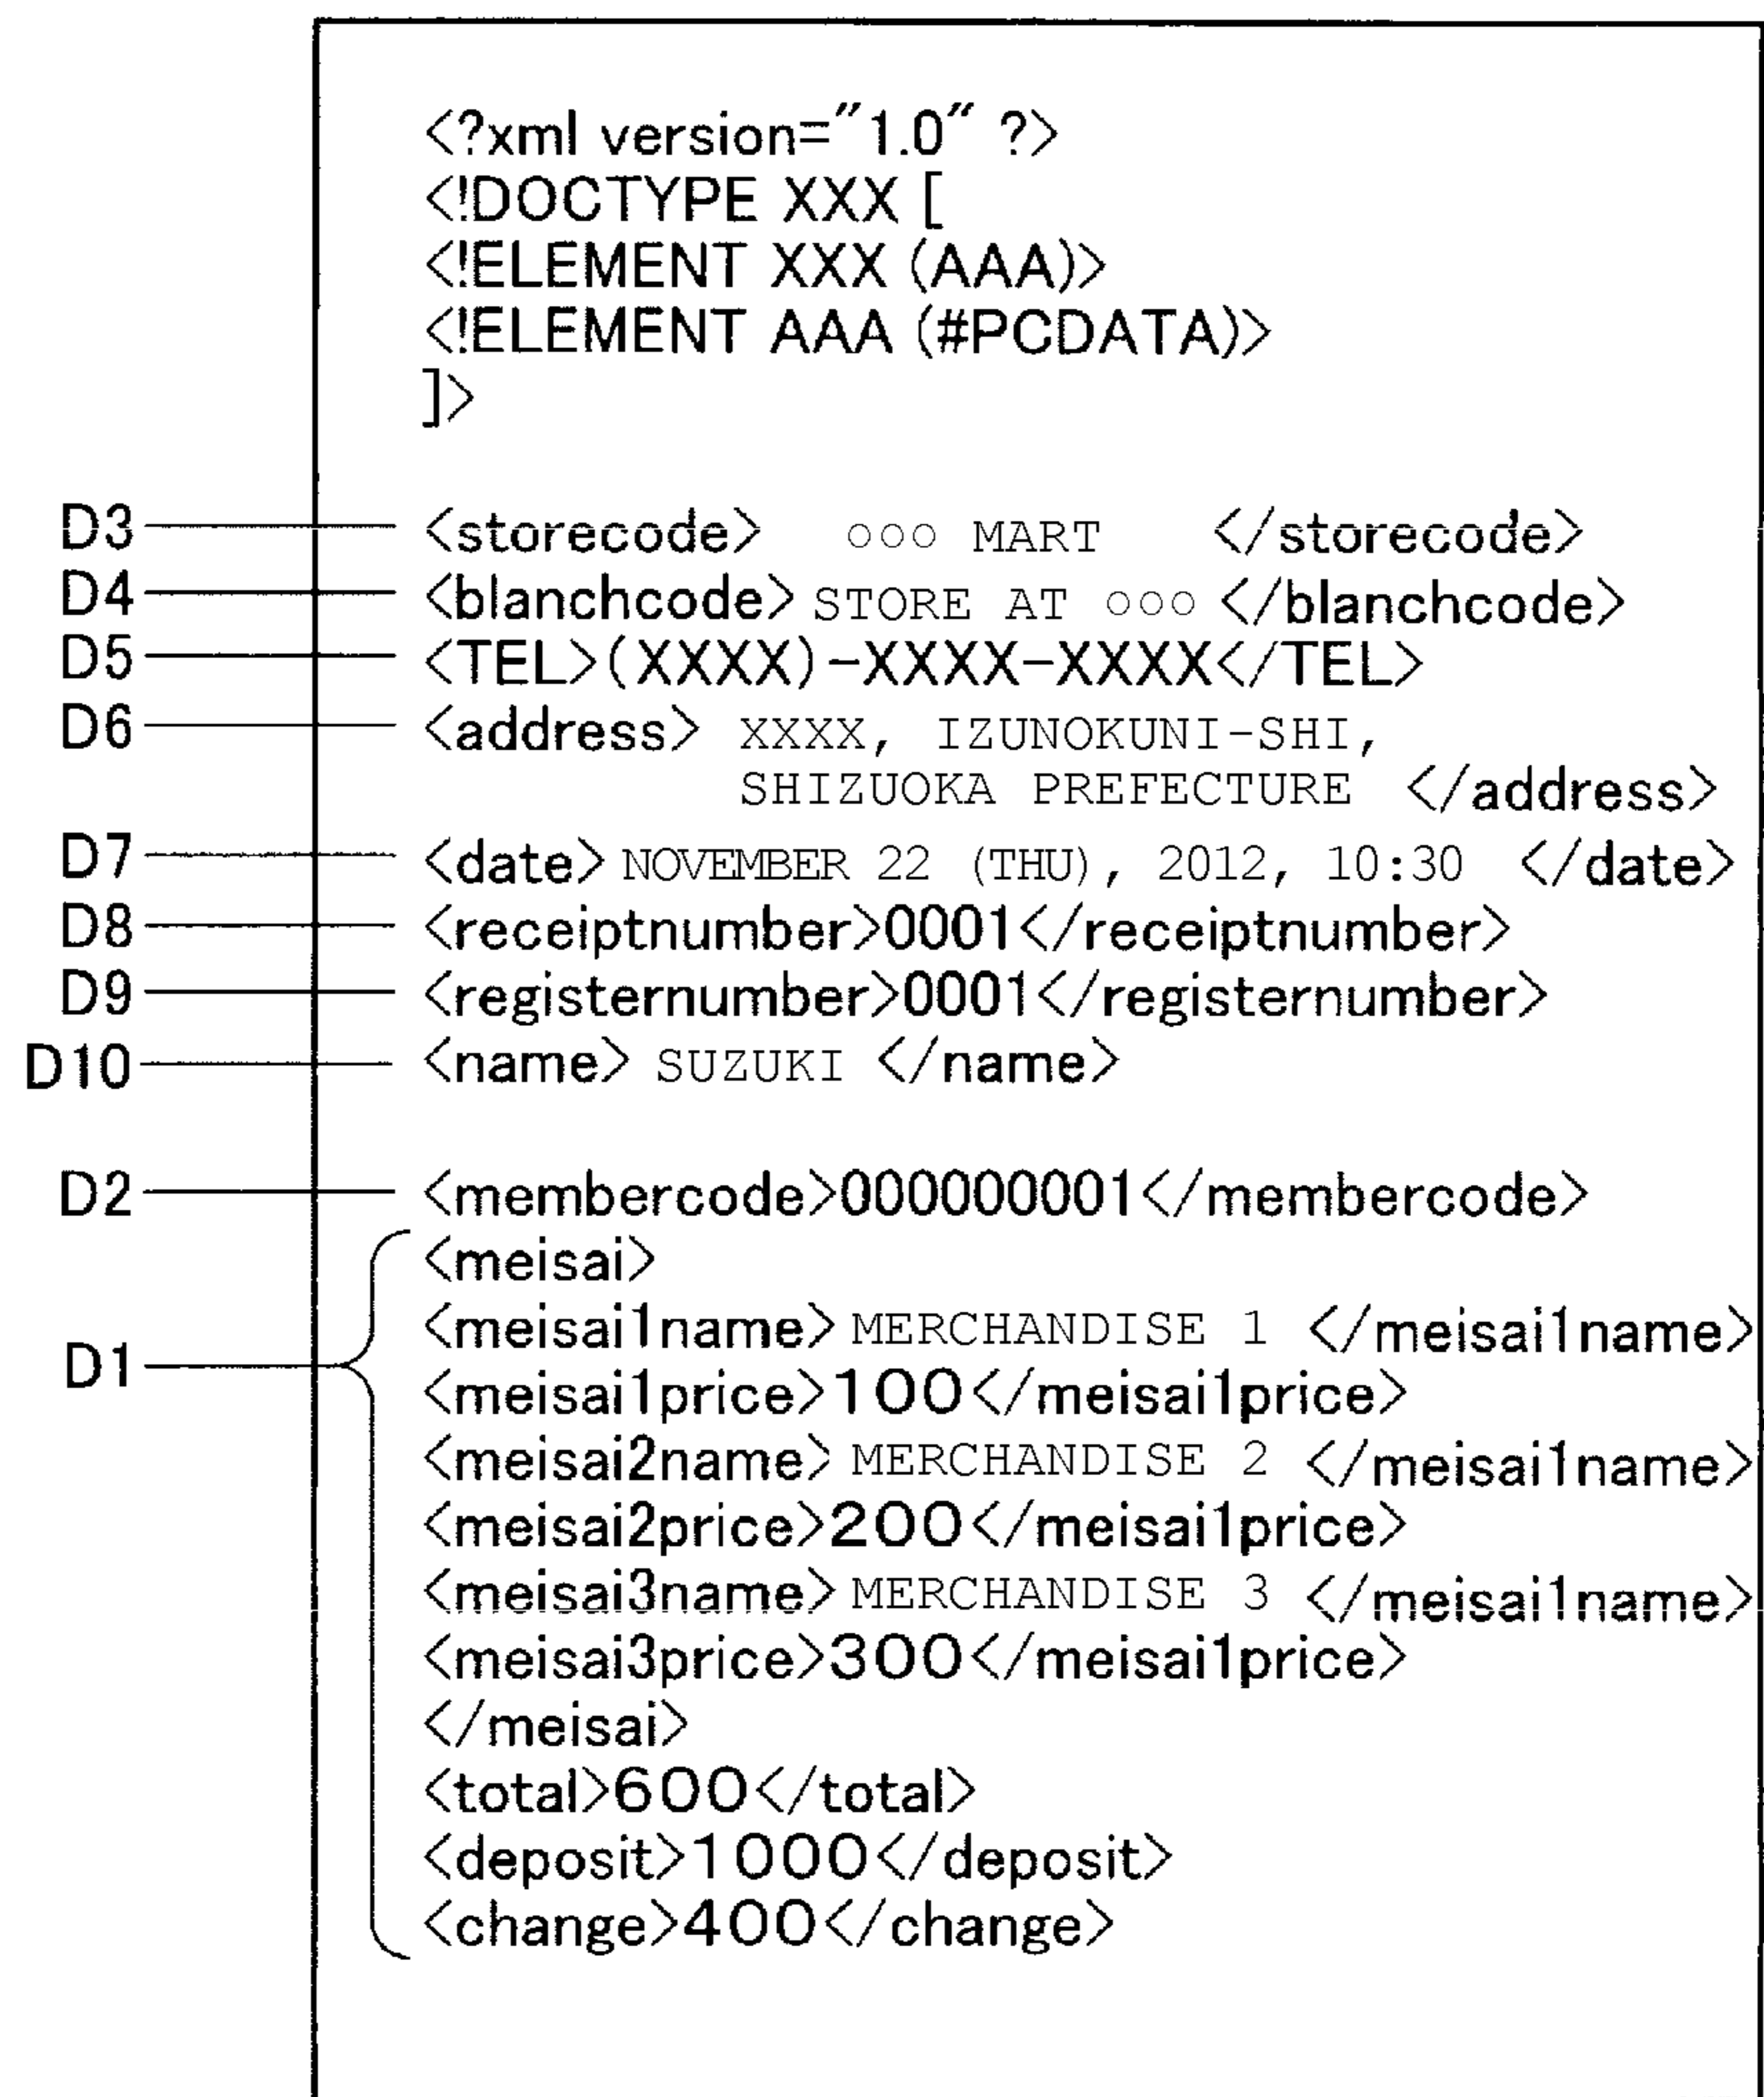 <?xml version="1.0" ?>
<!DOCTYPE XXX [
<!ELEMENT XXX (AAA)>
<!ELEMENT AAA (#PCDATA)>
]>
D3 <storecode> ○○○ MART </storecode>
D4 <blanchcode> STORE AT ○○○ </blanchcode>
D5 <TEL>(XXXX)-XXXX-XXXX</TEL>
D6 <address> XXXX, IZUNOKUNI-SHI,
SHIZUOKA PREFECTURE </address>
D7 <date> NOVEMBER 22 (THU), 2012, 10:30 </date>
D8 <receiptnumber>0001</receiptnumber>
D9 <registernumber>0001</registernumber>
D10 <name> SUZUKI </name>
D2 <membercode>000000001</membercode>
<meisai>
<meisai1name> MERCHANDISE 1 </meisai1name>
D1 <meisai1price>100</meisai1price>
<meisai2name> MERCHANDISE 2 </meisai1name>
<meisai2price>200</meisai1price>
<meisai3name> MERCHANDISE 3 </meisai1name>
<meisai3price>300</meisai1price>
</meisai>
<total>600</total>
<deposit>1000</deposit>
<change>400</change>